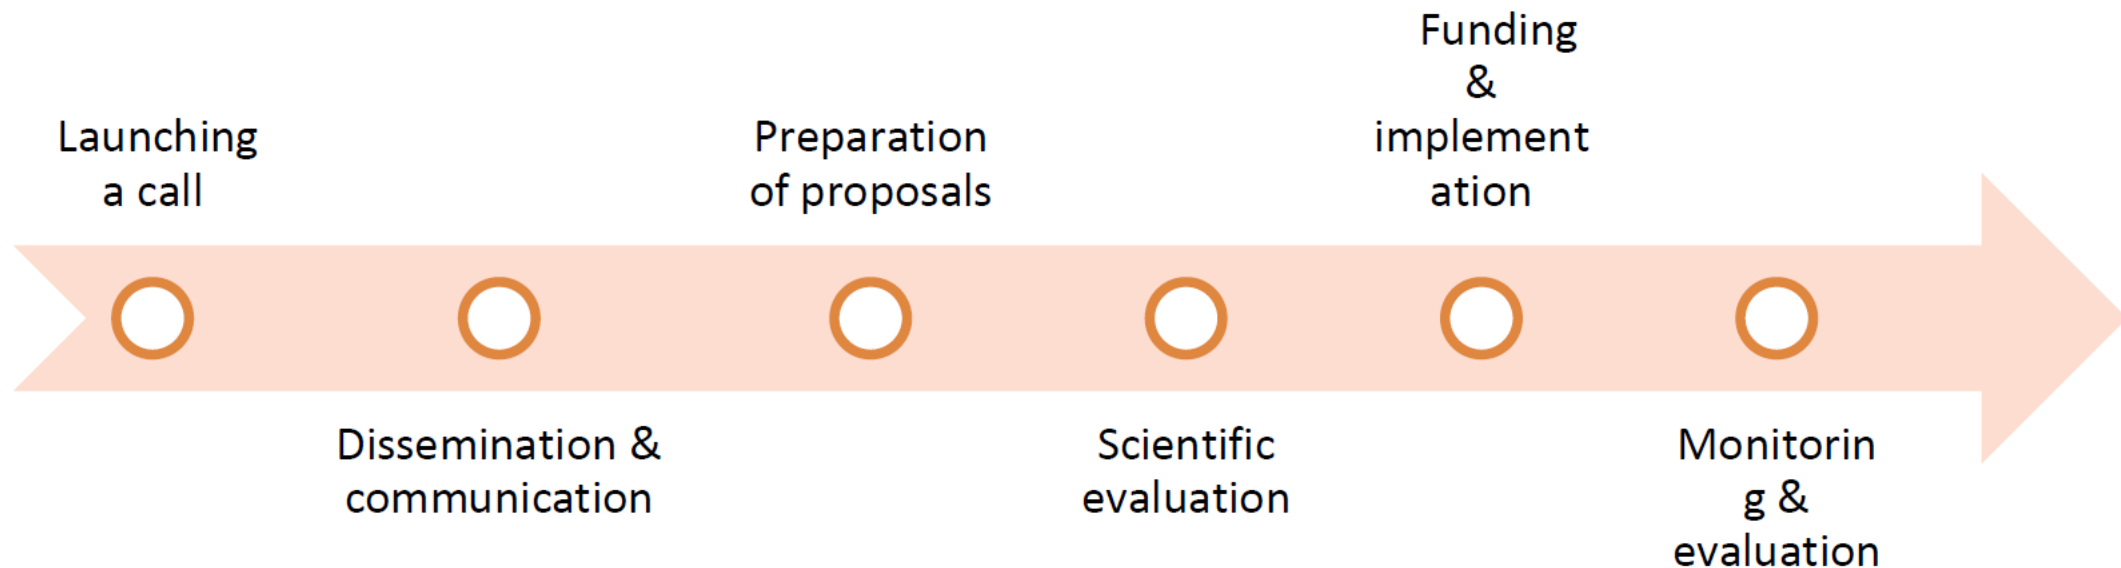 Launching
a call
Dissemination &
communication
Preparation
of proposals
Scientific
evaluation
Funding
&
implement
ation
Monitorin
g &
evaluation